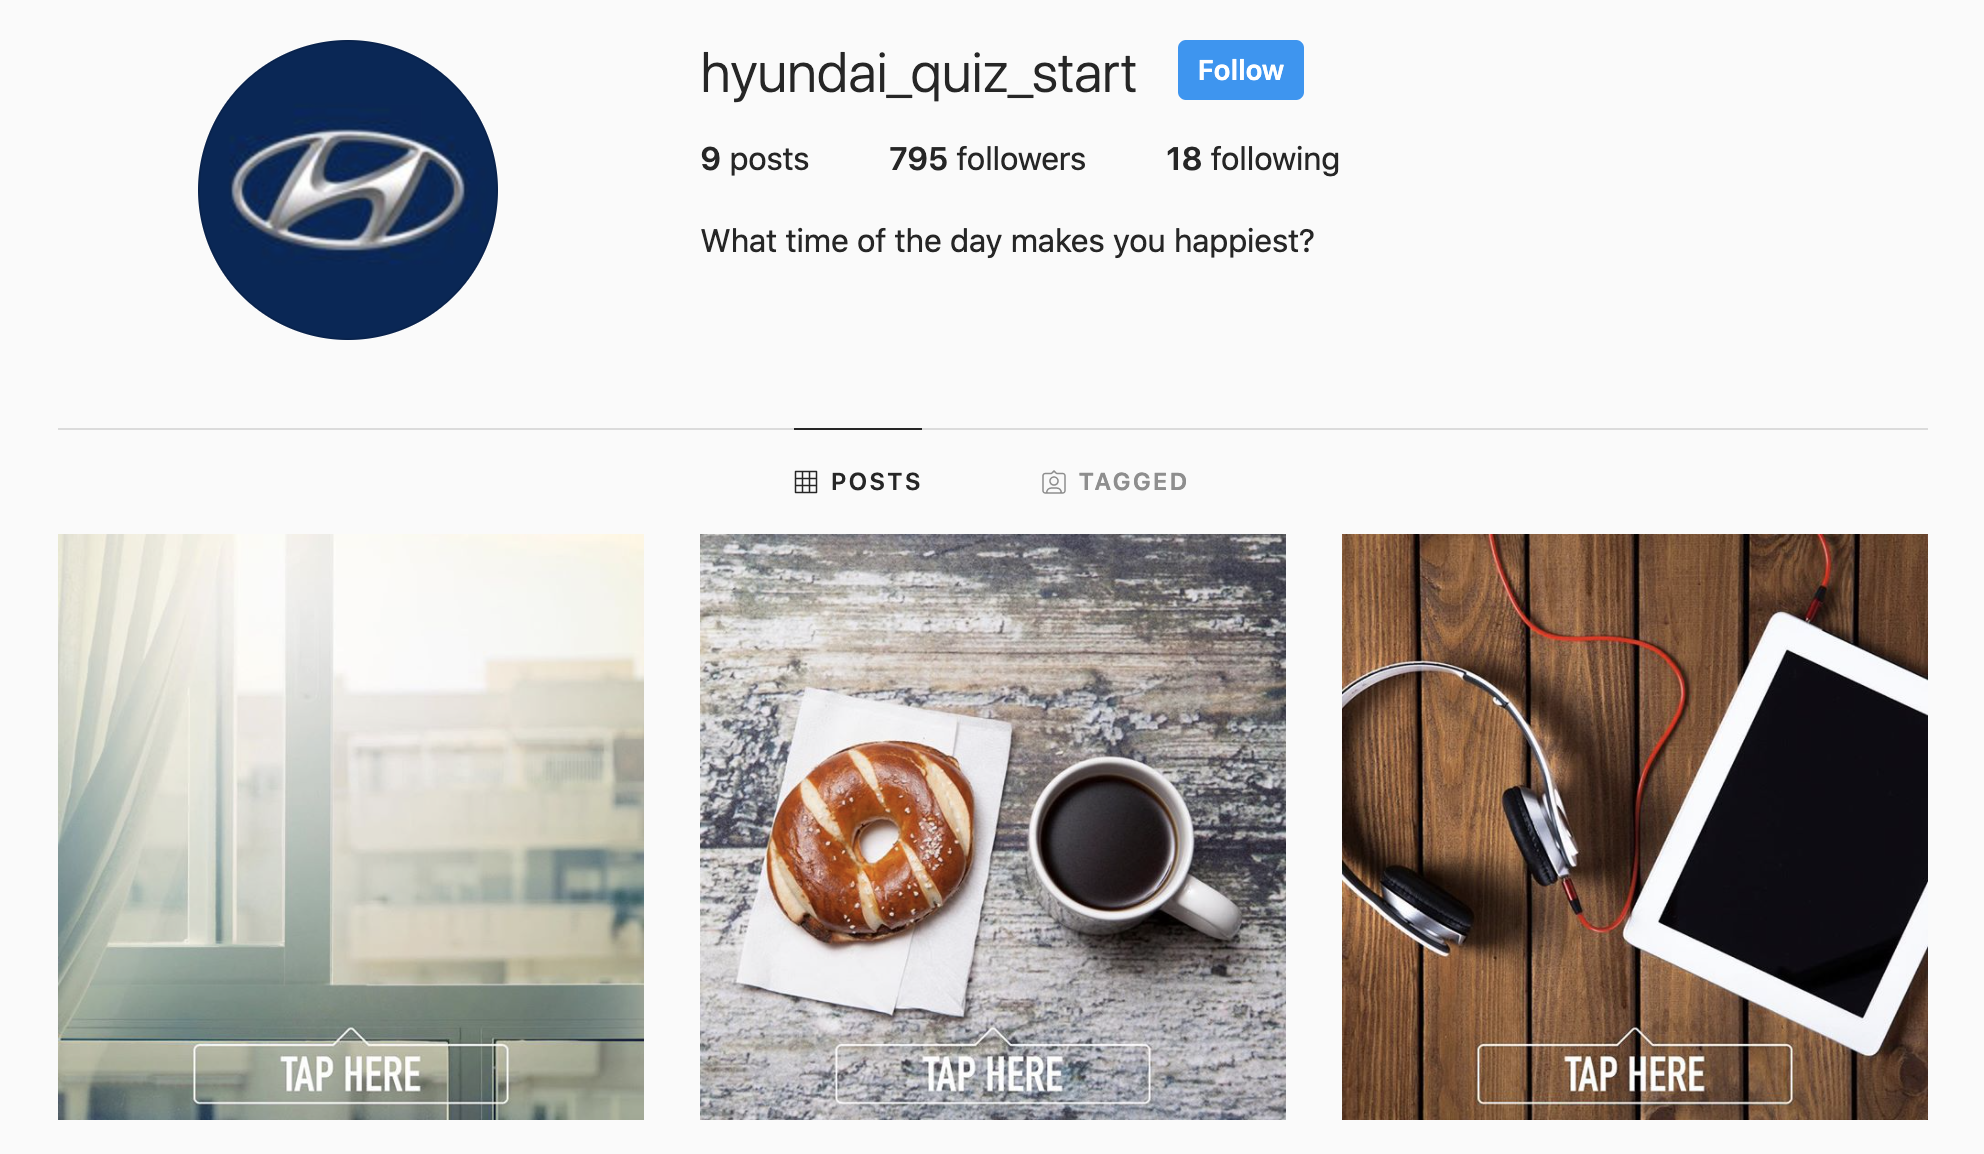 hyundai_quiz_start Follow
9 posts 795 followers 18 following
What time of the day makes you happiest?
POSTS TAGGED
TAP HERE TAP HERE TAP HERE